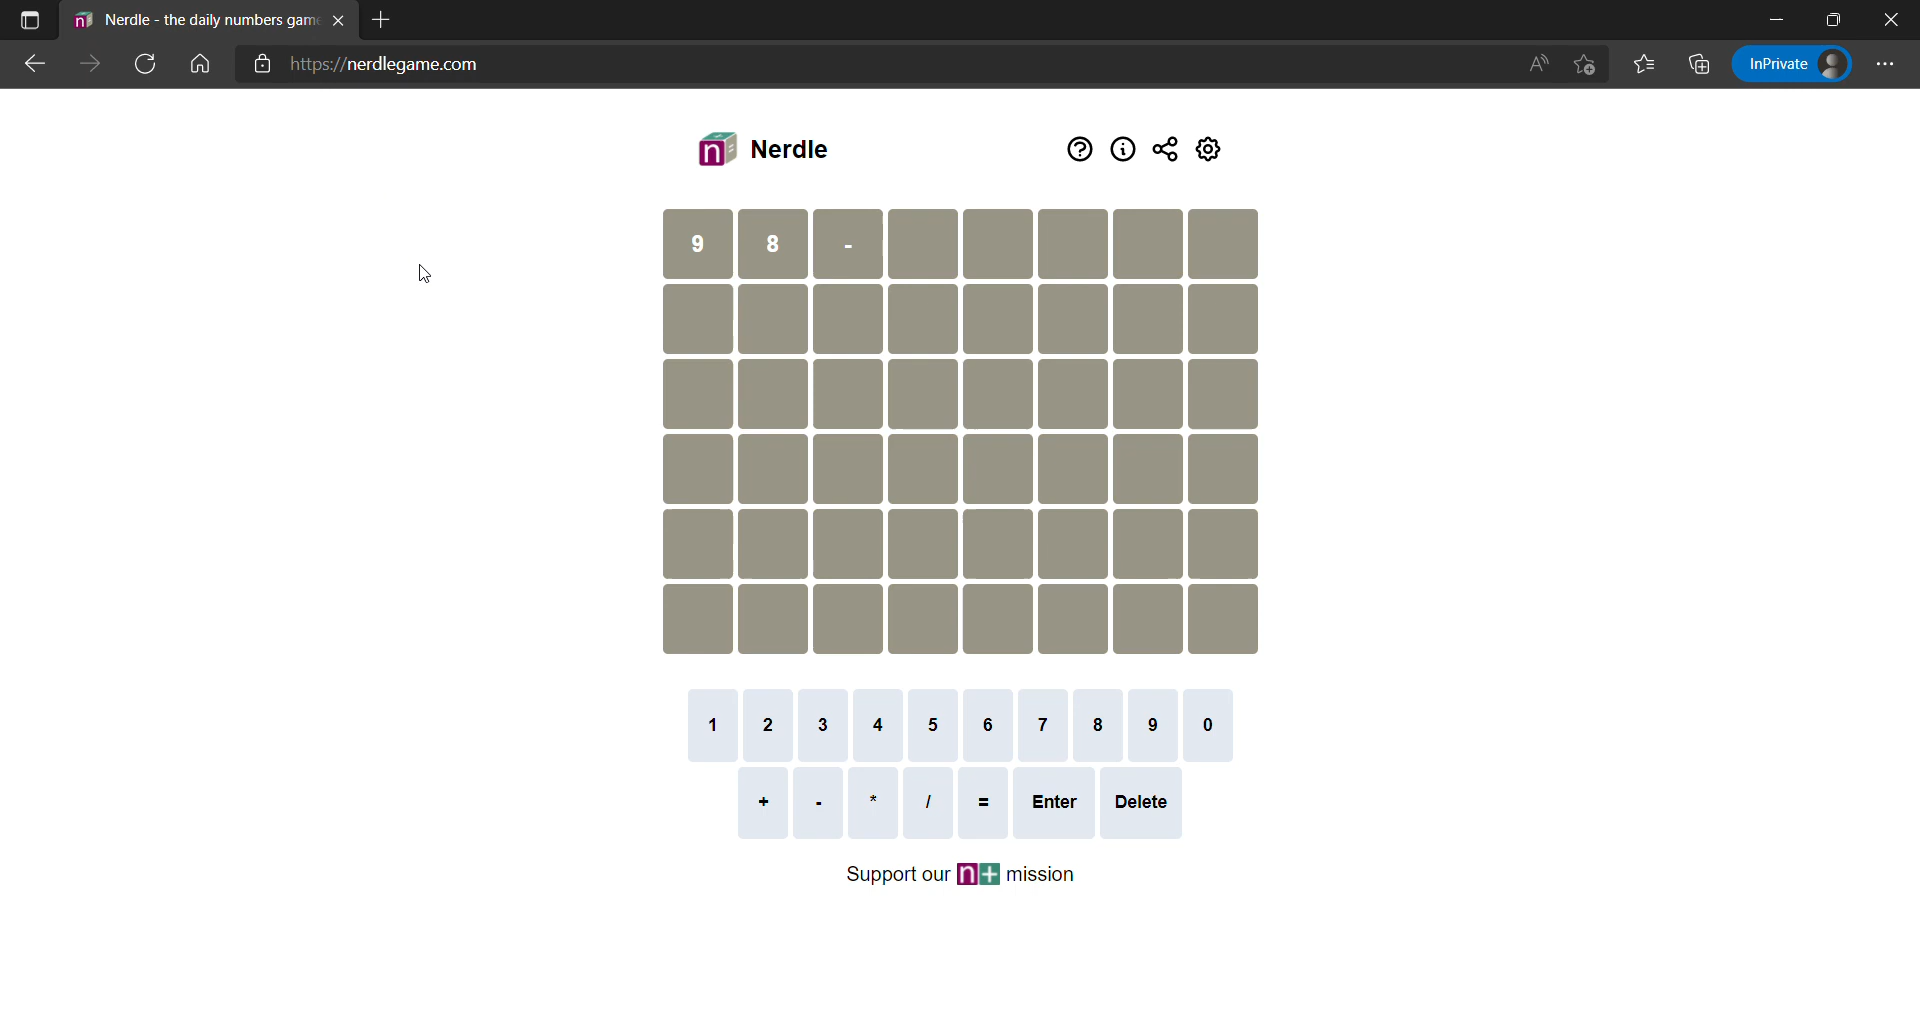 Nerdle - the daily numbers game
https://nerdlegame.com
InPrivate
n Nerdle
9 8 -
1 2 3 4 5 6 7 8 9 0
+ - * / = Enter Delete
Support our n+ mission